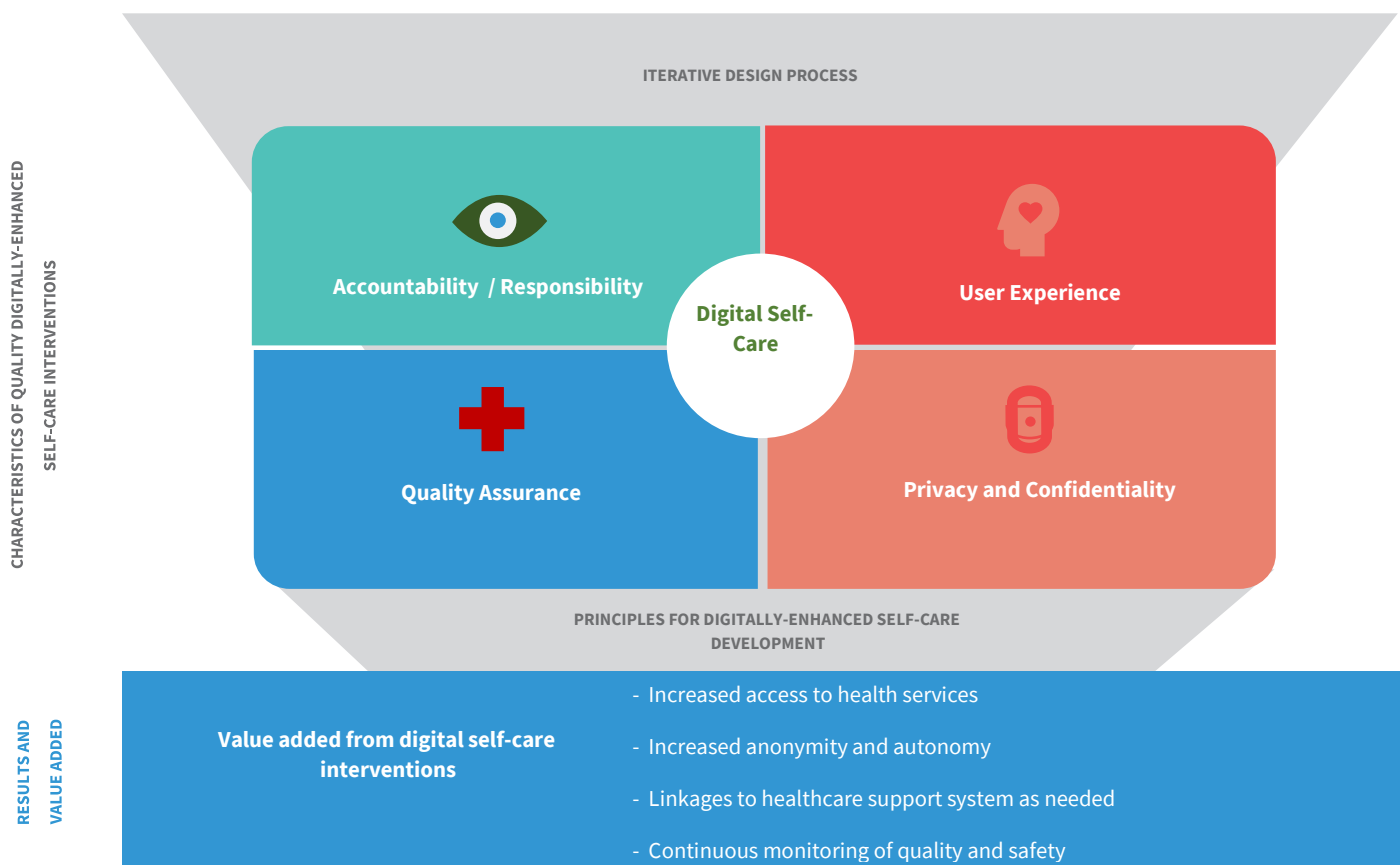 ITERATIVE DESIGN PROCESS
CHARACTERISTICS OF QUALITY DIGITALLY-ENHANCED
SELF-CARE INTERVENTIONS
Accountability / Responsibility
User Experience
Digital Self-
Care
Quality Assurance
Privacy and Confidentiality
PRINCIPLES FOR DIGITALLY-ENHANCED SELF-CARE
DEVELOPMENT
RESULTS AND
VALUE ADDED
Value added from digital self-care
interventions
- Increased access to health services
- Increased anonymity and autonomy
- Linkages to healthcare support system as needed
- Continuous monitoring of quality and safety